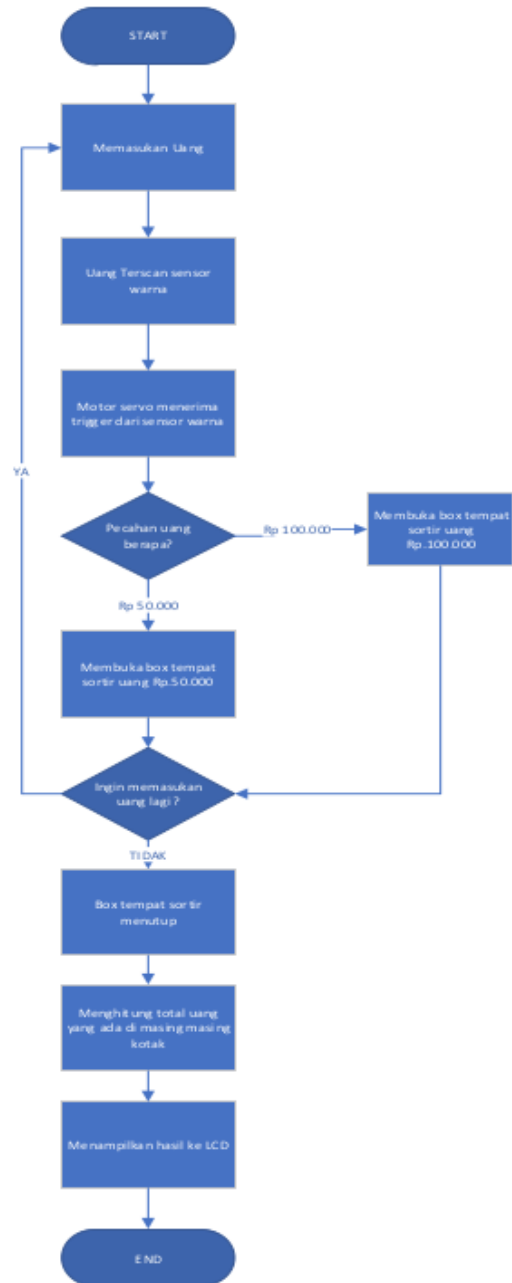 START
Memasukan Uang
Uang Terscan sensor
warna
Motor servo menerima
trigger dari sensor warna
YA
Pecahan uang
berapa?
Rp 100.000
Membuka box tempat
sortir uang
Rp.100.000
Rp 50.000
Membuka box tempat
sortir uang Rp.50.000
Ingin memasukan
uang lagi ?
TIDAK
Box tempat sortir
menutup
Menghitung total uang
yang ada di masing masing
kotak
Menampilkan hasil ke LCD
END